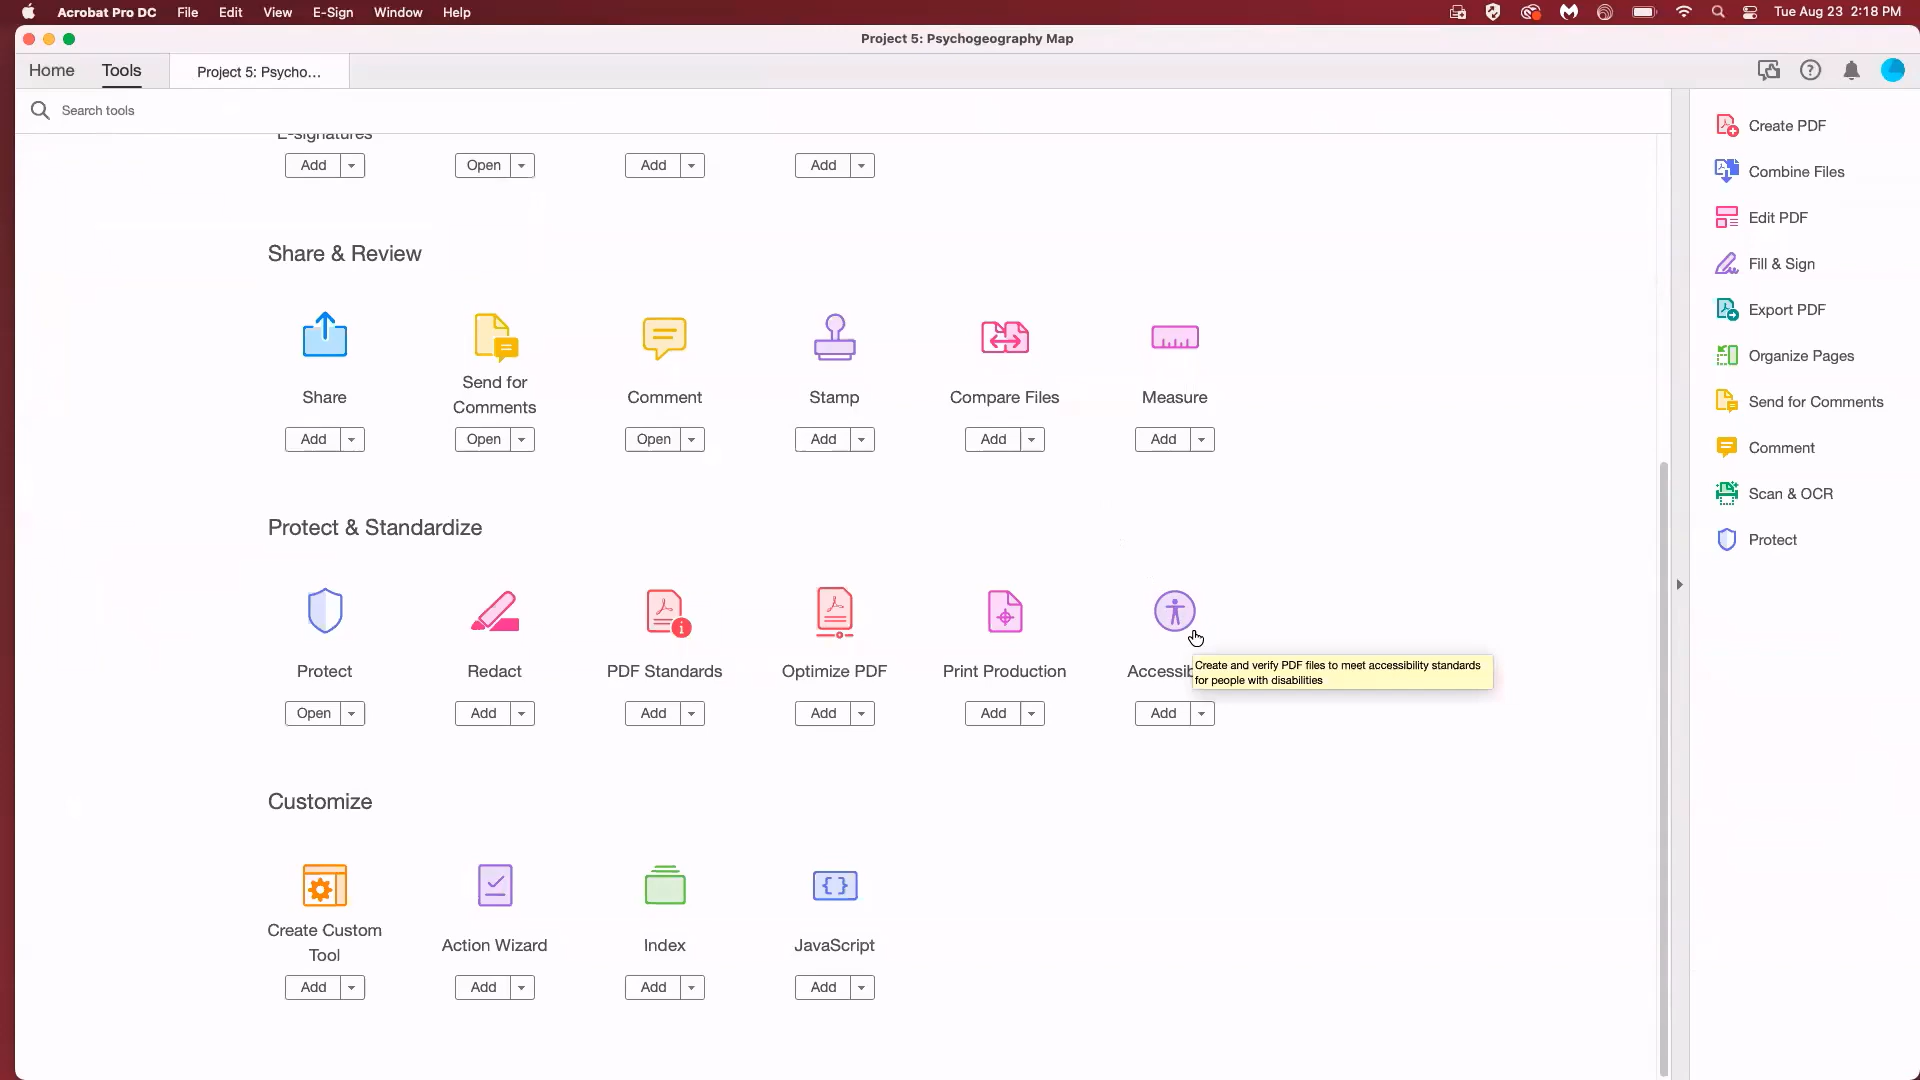 Acrobat Pro DC File Edit View E-Sign Window Help Tue Aug 23 2:18 PM
Project 5: Psychogeography Map
Home Tools Project 5: Psycho...
Search tools
E-signatures
Add Open Add Add
Share & Review
Share Send for Comments Comment Stamp Compare Files Measure
Add Open Open Add Add Add
Protect & Standardize
Protect Redact PDF Standards Optimize PDF Print Production Accessib
Create and verify PDF files to meet accessibility standards
for people with disabilities
Open Add Add Add Add Add
Customize
Create Custom Tool Action Wizard Index JavaScript
Add Add Add Add
Create PDF
Combine Files
Edit PDF
Fill & Sign
Export PDF
Organize Pages
Send for Comments
Comment
Scan & OCR
Protect